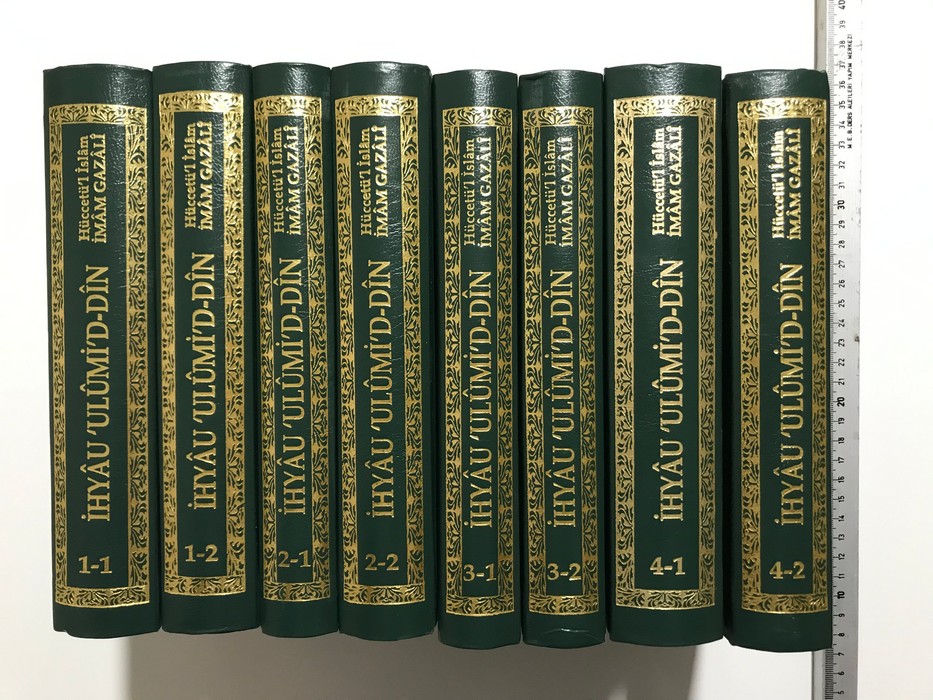 Hüccetü'l İslâm
İMÂM GAZÂLÎ
İHYÂU 'ULÛMİ'D-DÎN
1-1
Hüccetü'l İslâm
İMÂM GAZÂLÎ
İHYÂU 'ULÛMİ'D-DÎN
1-2
Hüccetü'l İslâm
İMÂM GAZÂLÎ
İHYÂU 'ULÛMİ'D-DÎN
2-1
Hüccetü'l İslâm
İMÂM GAZÂLÎ
İHYÂU 'ULÛMİ'D-DÎN
2-2
Hüccetü'l İslâm
İMÂM GAZÂLÎ
İHYÂU 'ULÛMİ'D-DÎN
3-1
Hüccetü'l İslâm
İMÂM GAZÂLÎ
İHYÂU 'ULÛMİ'D-DÎN
3-2
Hüccetü'l İslâm
İMÂM GAZÂLÎ
İHYÂU 'ULÛMİ'D-DÎN
4-1
Hüccetü'l İslâm
İMÂM GAZÂLÎ
İHYÂU 'ULÛMİ'D-DÎN
4-2
M.E.B. DERS ALETLERİ YAPIM MERKEZİ
40
39
38
37
36
35
34
33
32
31
30
29
28
27
26
25
24
23
22
21
20
19
18
17
16
15
14
13
12
11
10
9
8
7
6
5